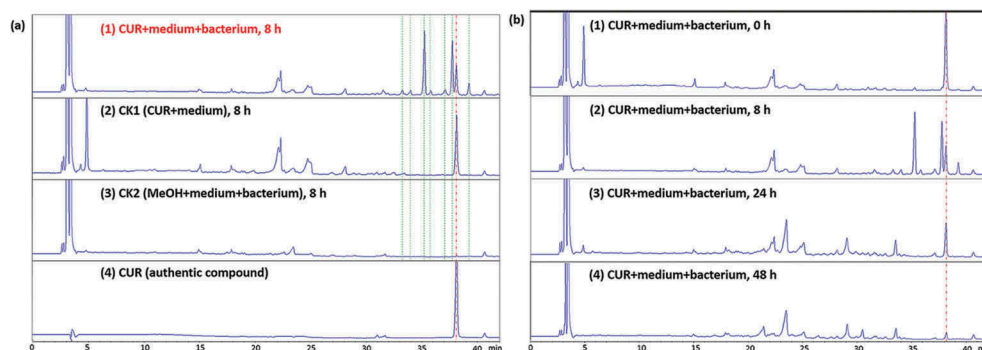 (a)
(1) CUR+medium+bacterium, 8 h
(2) CK1 (CUR+medium), 8 h
(3) CK2 (MeOH+medium+bacterium), 8 h
(4) CUR (authentic compound)
0 5 10 15 20 25 30 35 40 min
(b)
(1) CUR+medium+bacterium, 0 h
(2) CUR+medium+bacterium, 8 h
(3) CUR+medium+bacterium, 24 h
(4) CUR+medium+bacterium, 48 h
0 5 10 15 20 25 30 35 40